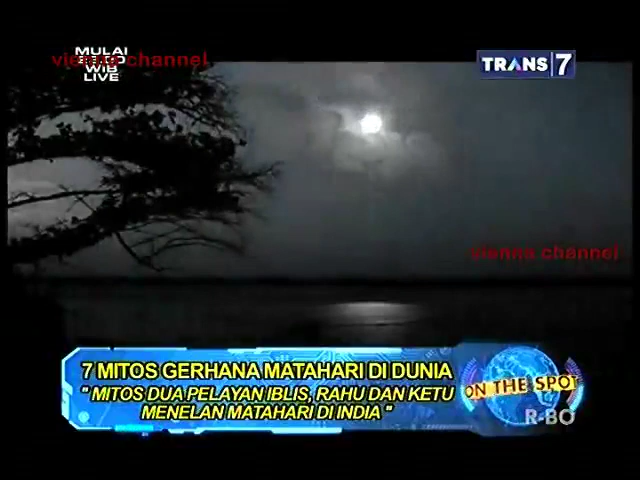 MULAI
WIB
LIVE
vienna channel
TRANS|7
vienna channel
7 MITOS GERHANA MATAHARI DI DUNIA
" MITOS DUA PELAYAN IBLIS, RAHU DAN KETU
MENELAN MATAHARI DI INDIA "
ON THE SPOT
R-BO